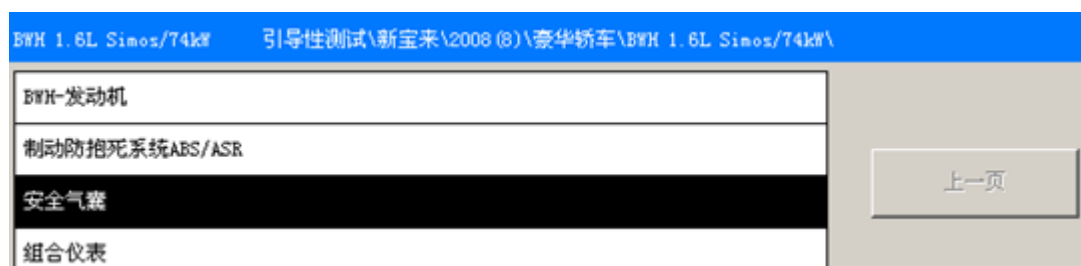 BWH 1.6L Simos/74kW 引导性测试\新宝来\2008(8)\豪华轿车\BWH 1.6L Simos/74kW\
BWH-发动机
制动防抱死系统ABS/ASR
上一页
安全气囊
组合仪表